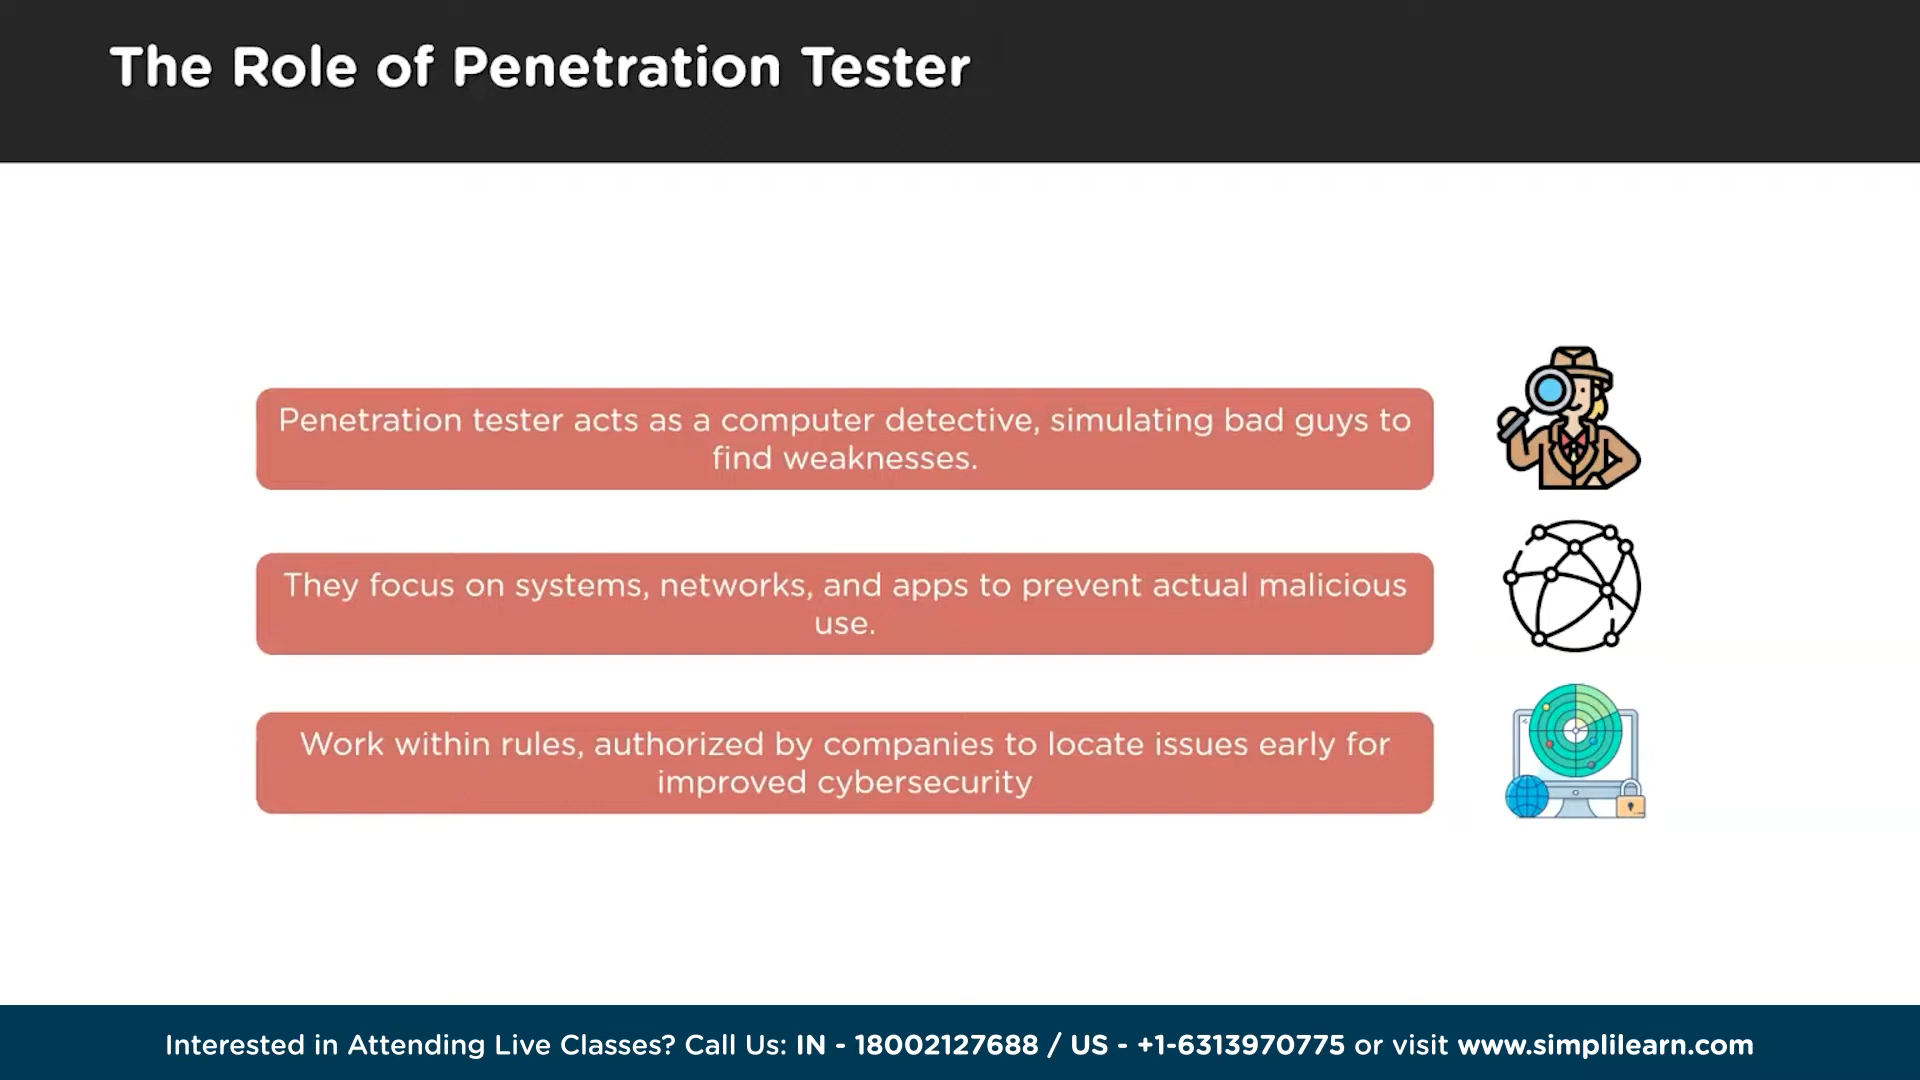 The Role of Penetration Tester
Penetration tester acts as a computer detective, simulating bad guys to
find weaknesses.
They focus on systems, networks, and apps to prevent actual malicious
use.
Work within rules, authorized by companies to locate issues early for
improved cybersecurity
Interested in Attending Live Classes? Call Us: IN - 18002127688 / US - +1-6313970775 or visit www.simplilearn.com